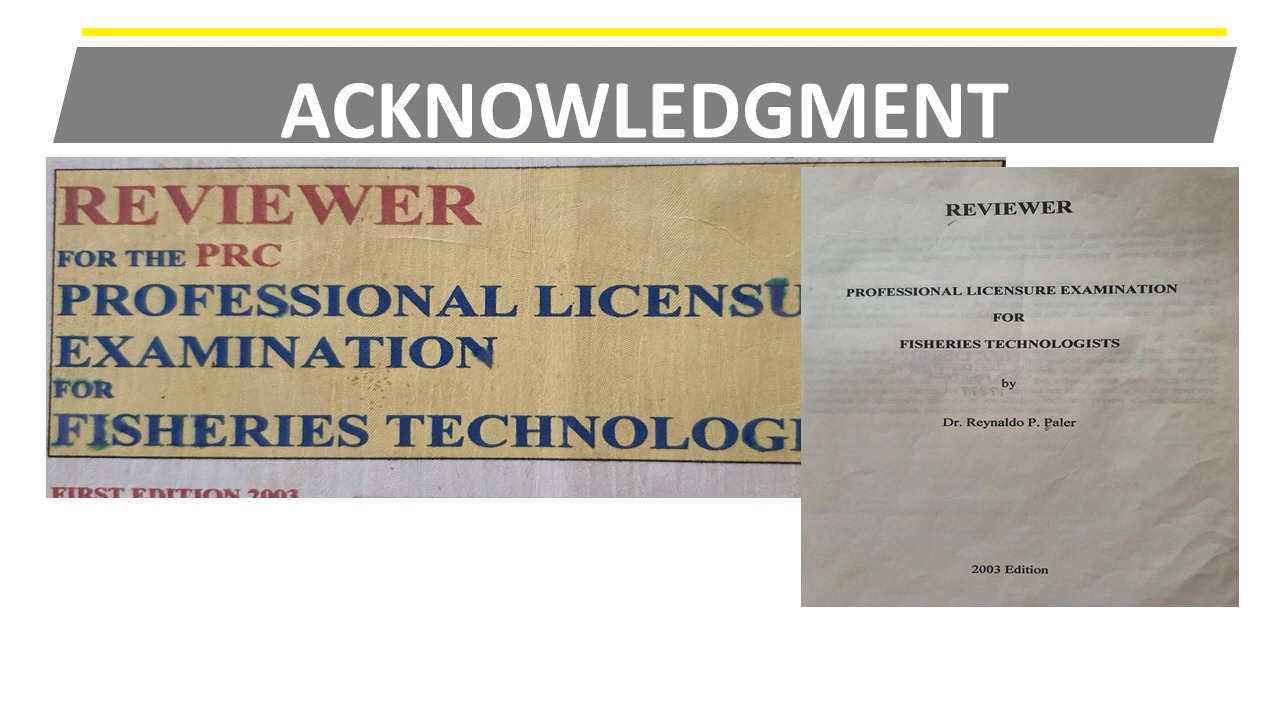 ACKNOWLEDGMENT
REVIEWER
FOR THE PRC
PROFESSIONAL LICENSU
EXAMINATION
FOR
FISHERIES TECHNOLOGI
FIRST EDITION 2003
REVIEWER
PROFESSIONAL LICENSURE EXAMINATION
FOR
FISHERIES TECHNOLOGISTS
by
Dr. Reynaldo P. Paler
2003 Edition